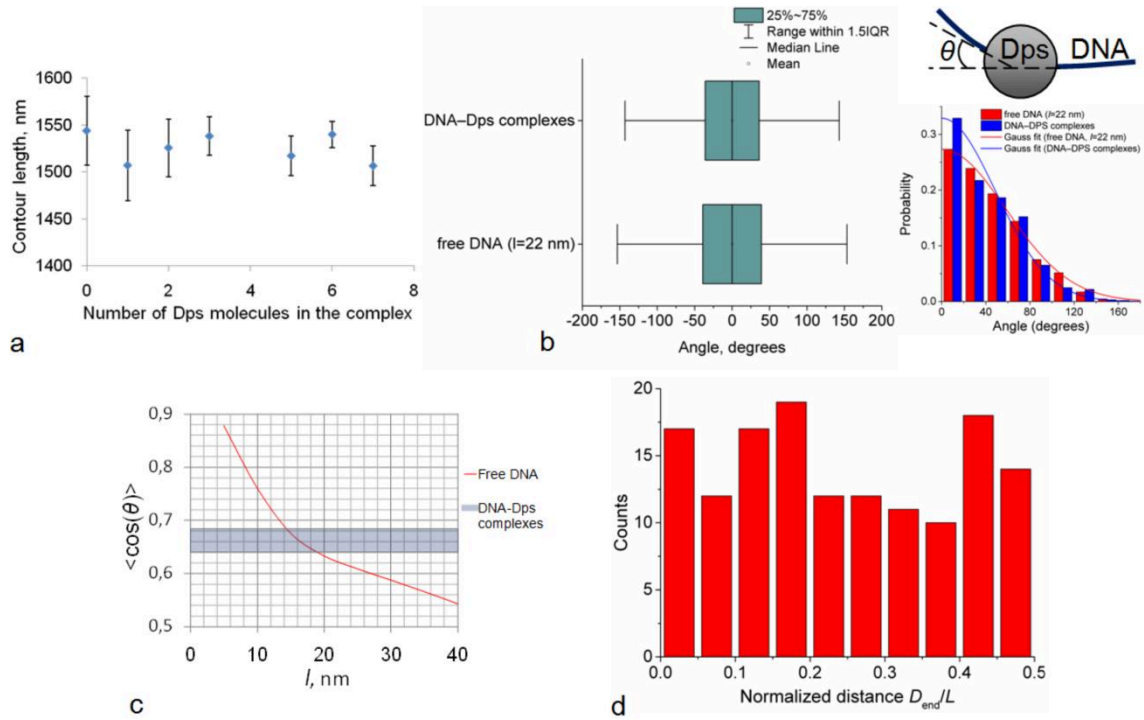 1600
1550
1500
1450
1400
0
2
4
6
8
Contour length, nm
Number of Dps molecules in the complex
a
25%~75%
Range within 1.5IQR
Median Line
Mean
DNA–Dps complexes
free DNA (l=22 nm)
-200 -150 -100 -50 0 50 100 150 200
Angle, degrees
b
θ
Dps
DNA
free DNA (l=22 nm)
DNA–DPS complexes
Gauss fit (free DNA, l=22 nm)
Gauss fit (DNA–DPS complexes)
0.3
0.2
0.1
0.0
Probability
0 40 80 120 160
Angle (degrees)
0,9
0,8
0,7
0,6
0,5
<cos(θ)>
0 10 20 30 40
l, nm
Free DNA
DNA-Dps
complexes
c
20
15
10
5
0
Counts
0.0 0.1 0.2 0.3 0.4 0.5
Normalized distance Dend/L
d